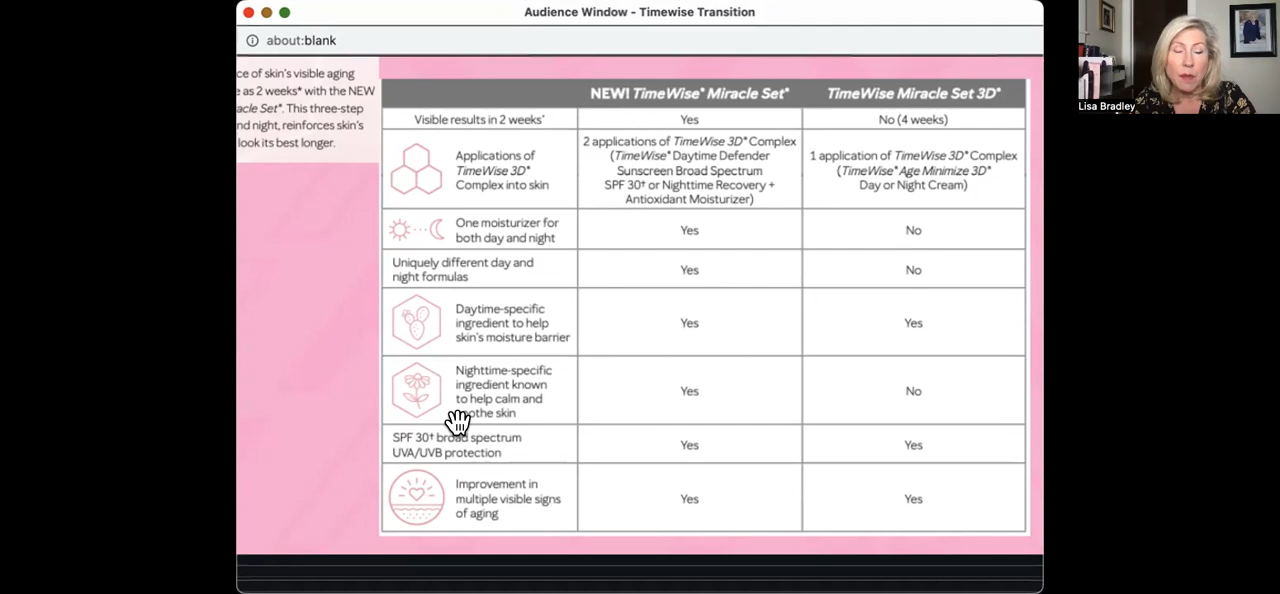 Audience Window - Timewise Transition
about:blank
ce of skin's visible aging
e as 2 weeks* with the NEW
acle Set®. This three-step
nd night, reinforces skin's
look its best longer.
NEW! TimeWise® Miracle Set®
TimeWise Miracle Set 3D®
Visible results in 2 weeks*
Yes
No (4 weeks)
Applications of
TimeWise 3D®
Complex into skin
2 applications of TimeWise 3D® Complex
(TimeWise® Daytime Defender
Sunscreen Broad Spectrum
SPF 30† or Nighttime Recovery +
Antioxidant Moisturizer)
1 application of TimeWise 3D® Complex
(TimeWise® Age Minimize 3D®
Day or Night Cream)
One moisturizer for
both day and night
Yes
No
Uniquely different day and
night formulas
Yes
No
Daytime-specific
ingredient to help
skin's moisture barrier
Yes
Yes
Nighttime-specific
ingredient known
to help calm and
othe skin
Yes
No
SPF 30† broad spectrum
UVA/UVB protection
Yes
Yes
Improvement in
multiple visible signs
of aging
Yes
Yes
Lisa Bradley